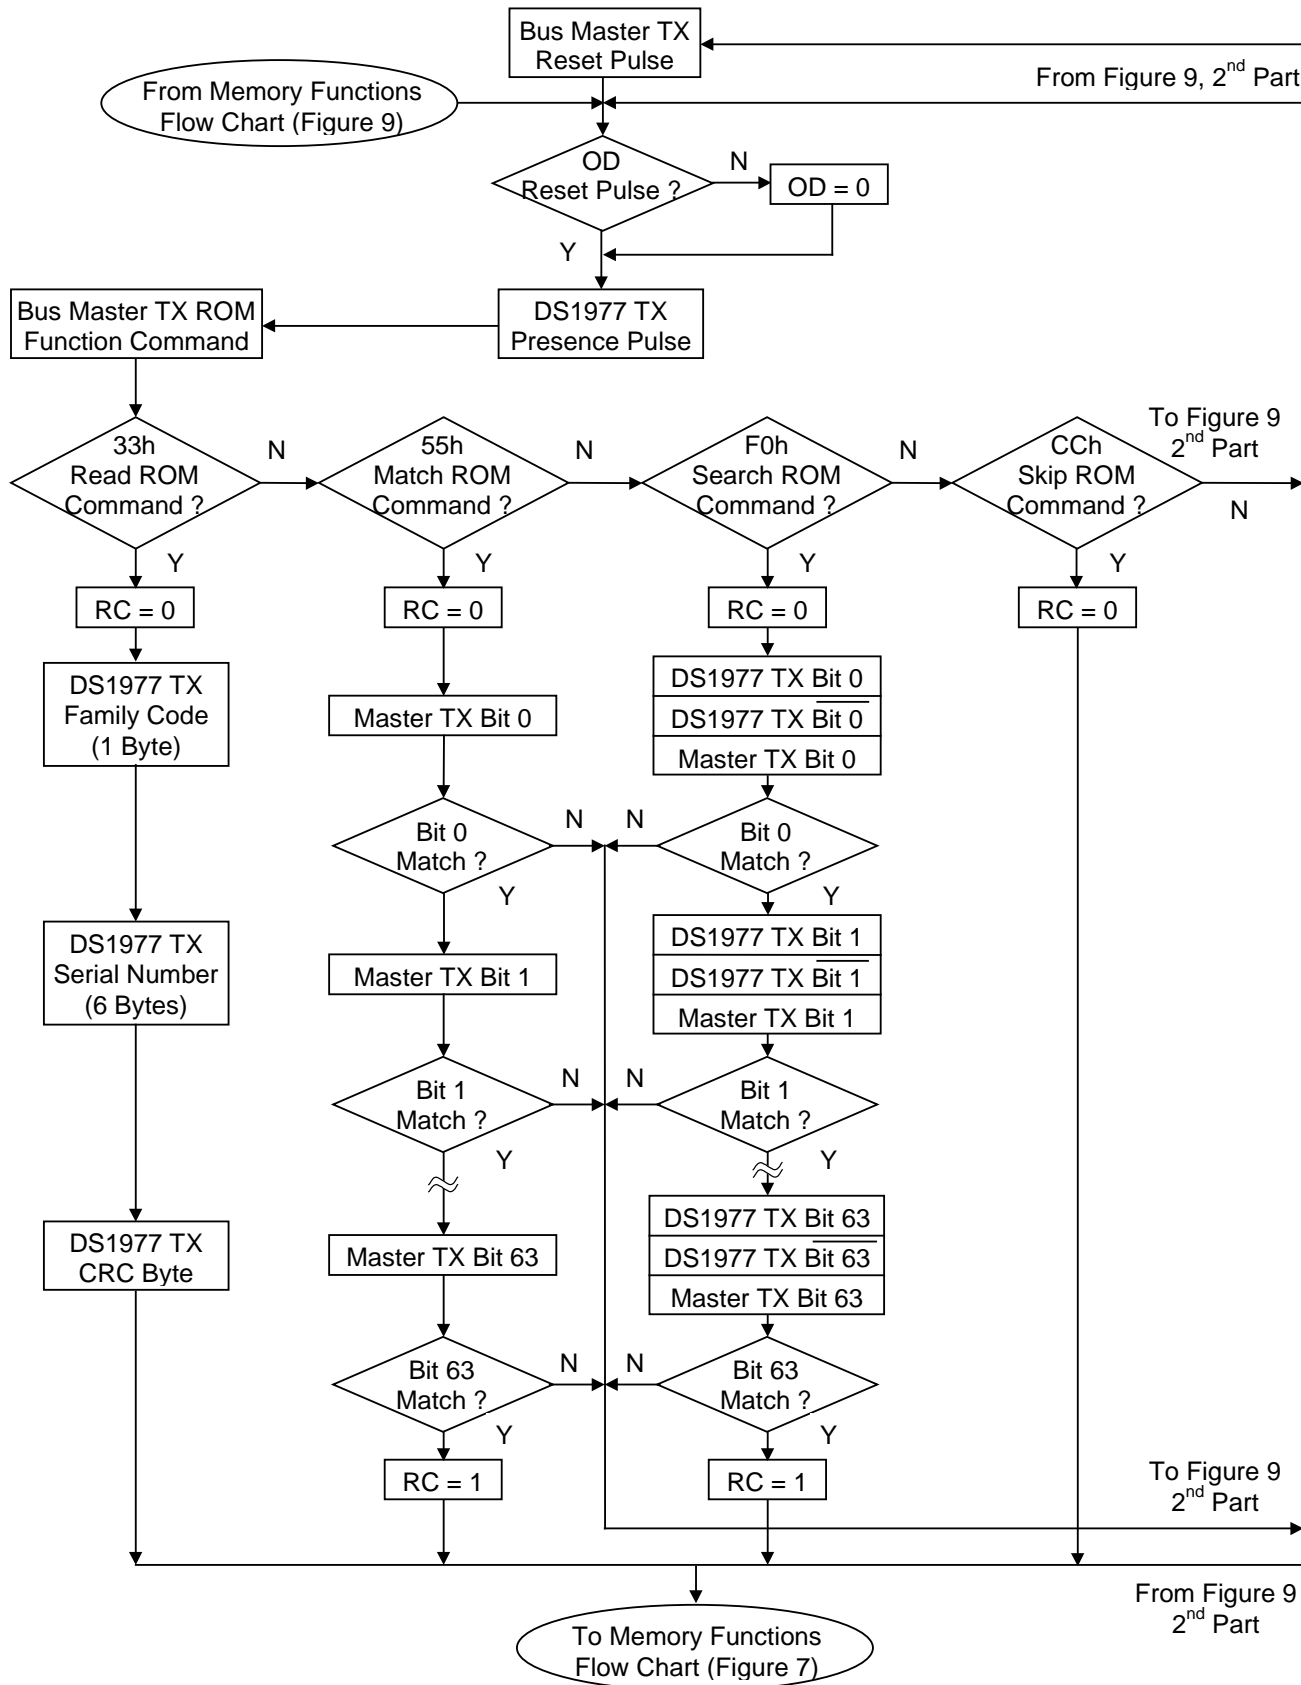 Bus Master TX
Reset Pulse
From Figure 9, 2nd Part
From Memory Functions
Flow Chart (Figure 9)
OD
Reset Pulse ?
N
OD = 0
Y
Bus Master TX ROM
Function Command
DS1977 TX
Presence Pulse
To Figure 9
2nd Part
33h
Read ROM
Command ?
N
55h
Match ROM
Command ?
N
F0h
Search ROM
Command ?
N
CCh
Skip ROM
Command ?
N
Y
Y
Y
Y
RC = 0
RC = 0
RC = 0
RC = 0
DS1977 TX
Family Code
(1 Byte)
Master TX Bit 0
DS1977 TX Bit 0
DS1977 TX B̅i̅t̅ ̅0̅
Master TX Bit 0
Bit 0
Match ?
N
N
Bit 0
Match ?
Y
Y
DS1977 TX
Serial Number
(6 Bytes)
Master TX Bit 1
DS1977 TX Bit 1
DS1977 TX B̅i̅t̅ ̅1̅
Master TX Bit 1
Bit 1
Match ?
N
N
Bit 1
Match ?
Y
Y
DS1977 TX
CRC Byte
Master TX Bit 63
DS1977 TX Bit 63
DS1977 TX B̅i̅t̅ ̅6̅3̅
Master TX Bit 63
Bit 63
Match ?
N
N
Bit 63
Match ?
Y
Y
RC = 1
RC = 1
To Figure 9
2nd Part
From Figure 9
2nd Part
To Memory Functions
Flow Chart (Figure 7)